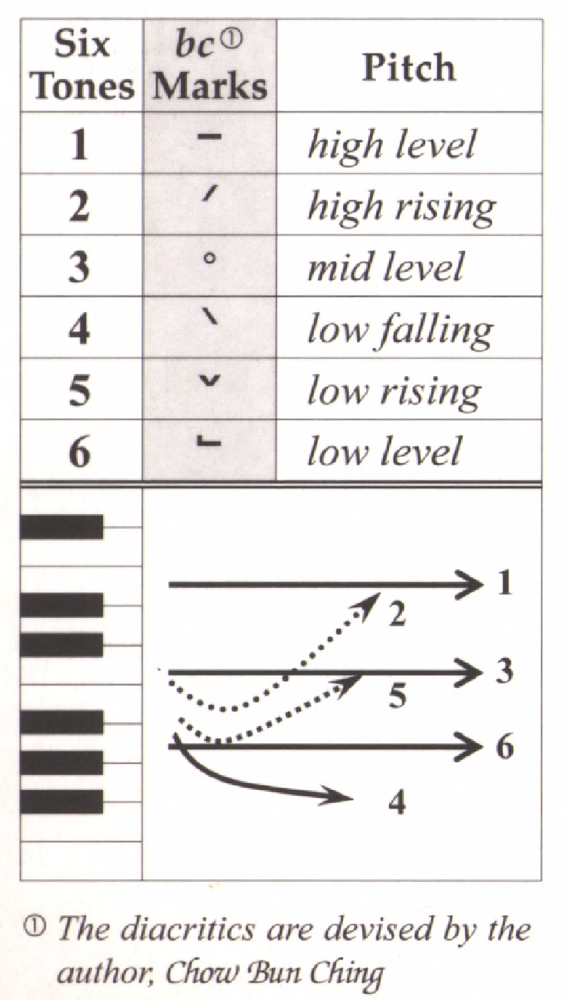 Six Tones bc① Marks Pitch
1 ˉ high level
2 ˊ high rising
3 ° mid level
4 ˋ low falling
5 ˇ low rising
6 ꜖ low level
1
2
3
5
6
4
① The diacritics are devised by the
author, Chow Bun Ching